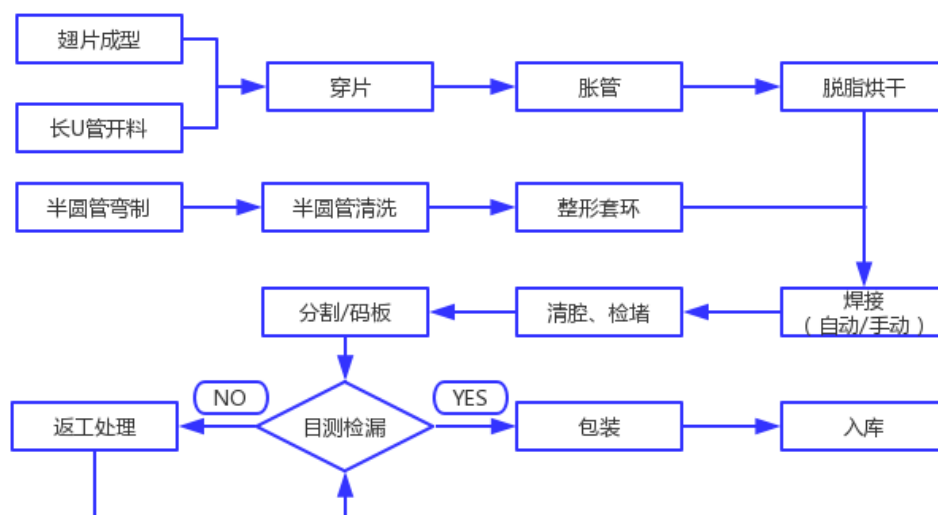 翅片成型
穿片
胀管
脱脂烘干
长U管开料
半圆管弯制
半圆管清洗
整形套环
分割/码板
清腔、检堵
焊接
（自动/手动）
NO
YES
返工处理
目测检漏
包装
入库